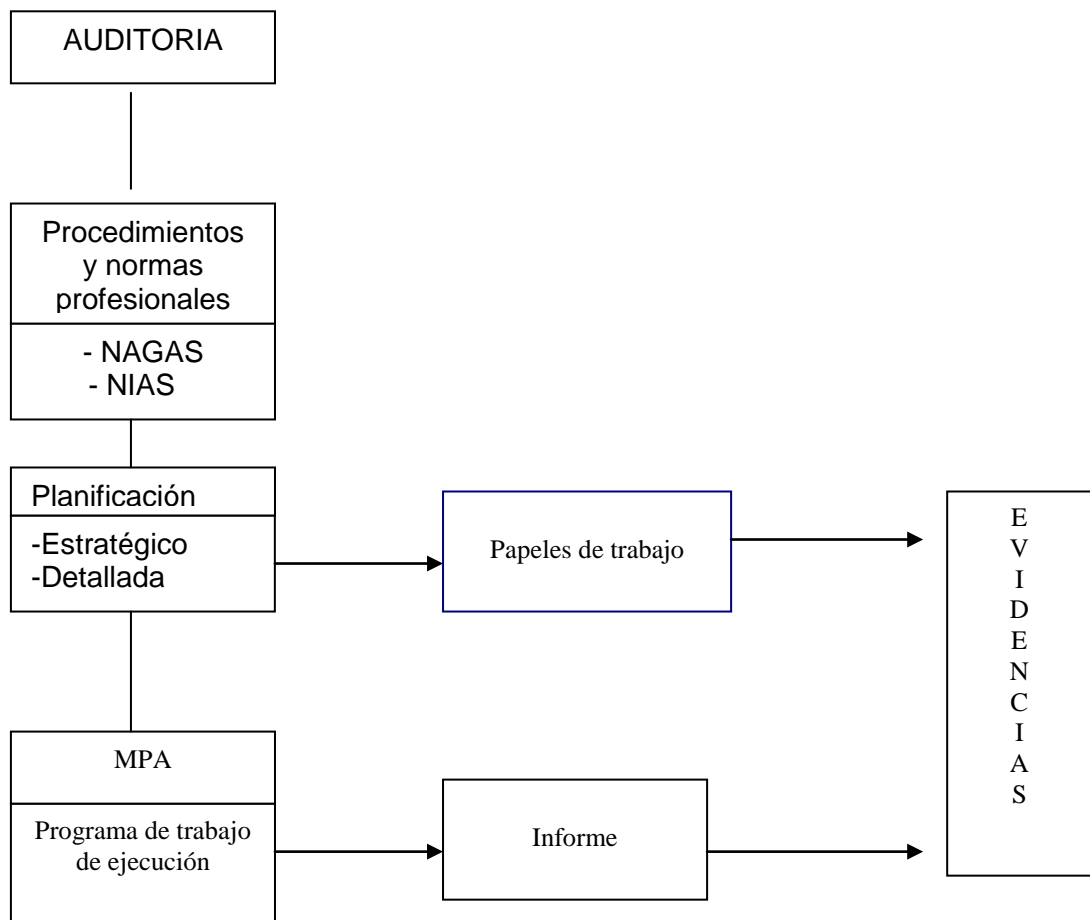 AUDITORIA
Procedimientos
y normas
profesionales
- NAGAS
- NIAS
Planificación
-Estratégico
-Detallada
Papeles de trabajo
E
V
I
D
E
N
C
I
A
S
MPA
Programa de trabajo
de ejecución
Informe